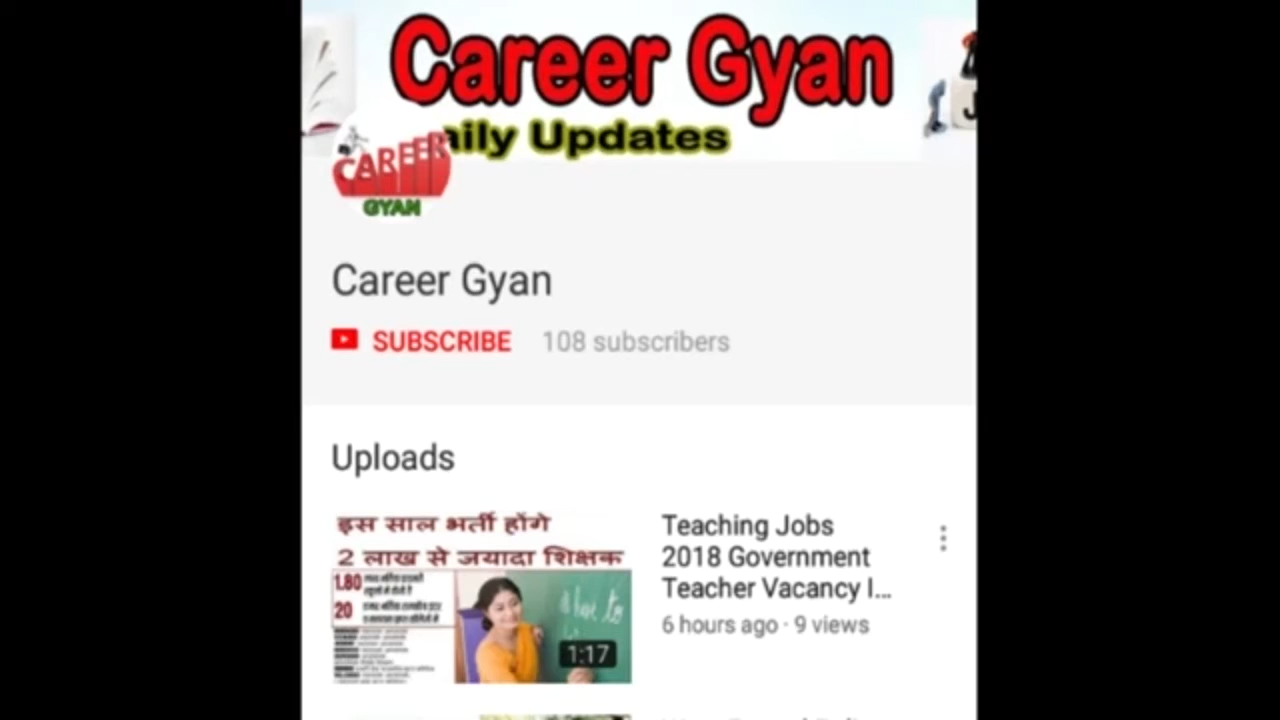 Career Gyan
aily Updates
CAREER
GYAN
Career Gyan
SUBSCRIBE 108 subscribers
Uploads
इस साल भर्ती होंगे
2 लाख से जयादा शिक्षक
1.80
20
1:17
Teaching Jobs
2018 Government
Teacher Vacancy I...
6 hours ago · 9 views